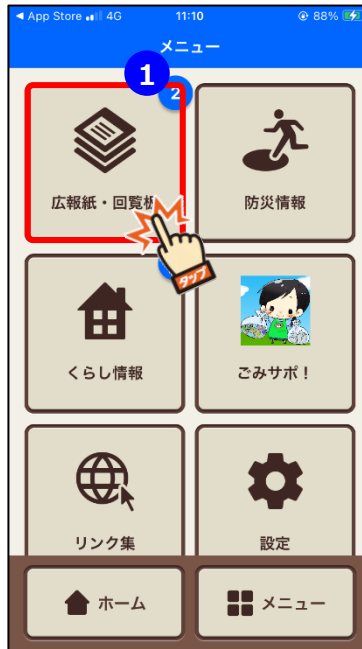 ◀ App Store 4G 11:10 88%
メニュー
1
2
広報紙・回覧板
防災情報
タップ
くらし情報
ごみサポ！
リンク集
設定
ホーム
メニュー